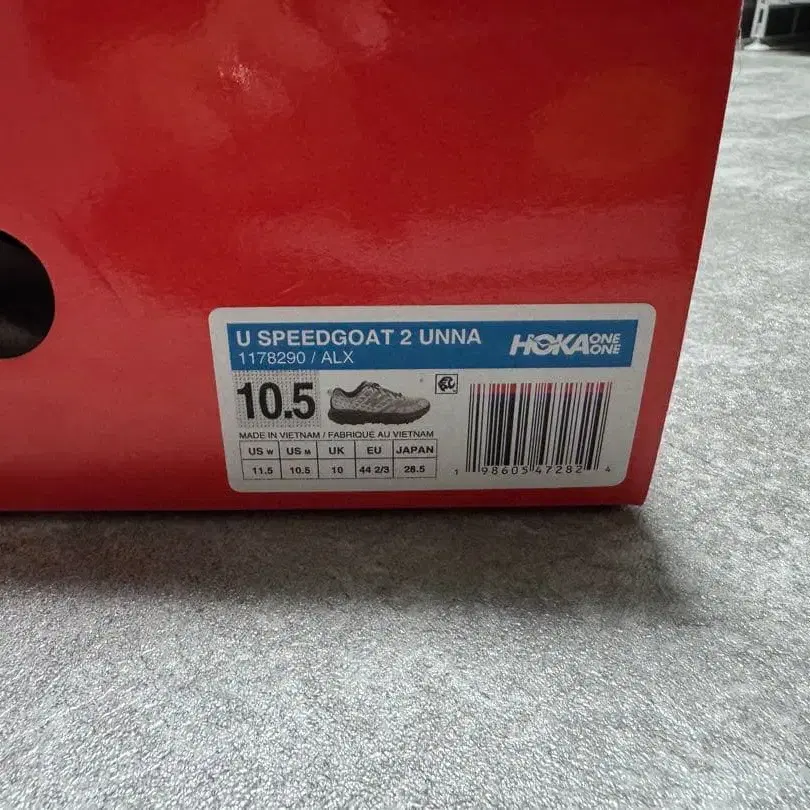 U SPEEDGOAT 2 UNNA
1178290 / ALX
HOKA ONE ONE
10.5
MADE IN VIETNAM / FABRIQUE AU VIETNAM
US W US M UK EU JAPAN
11.5 10.5 10 44 2/3 28.5
1 98605 47282 4